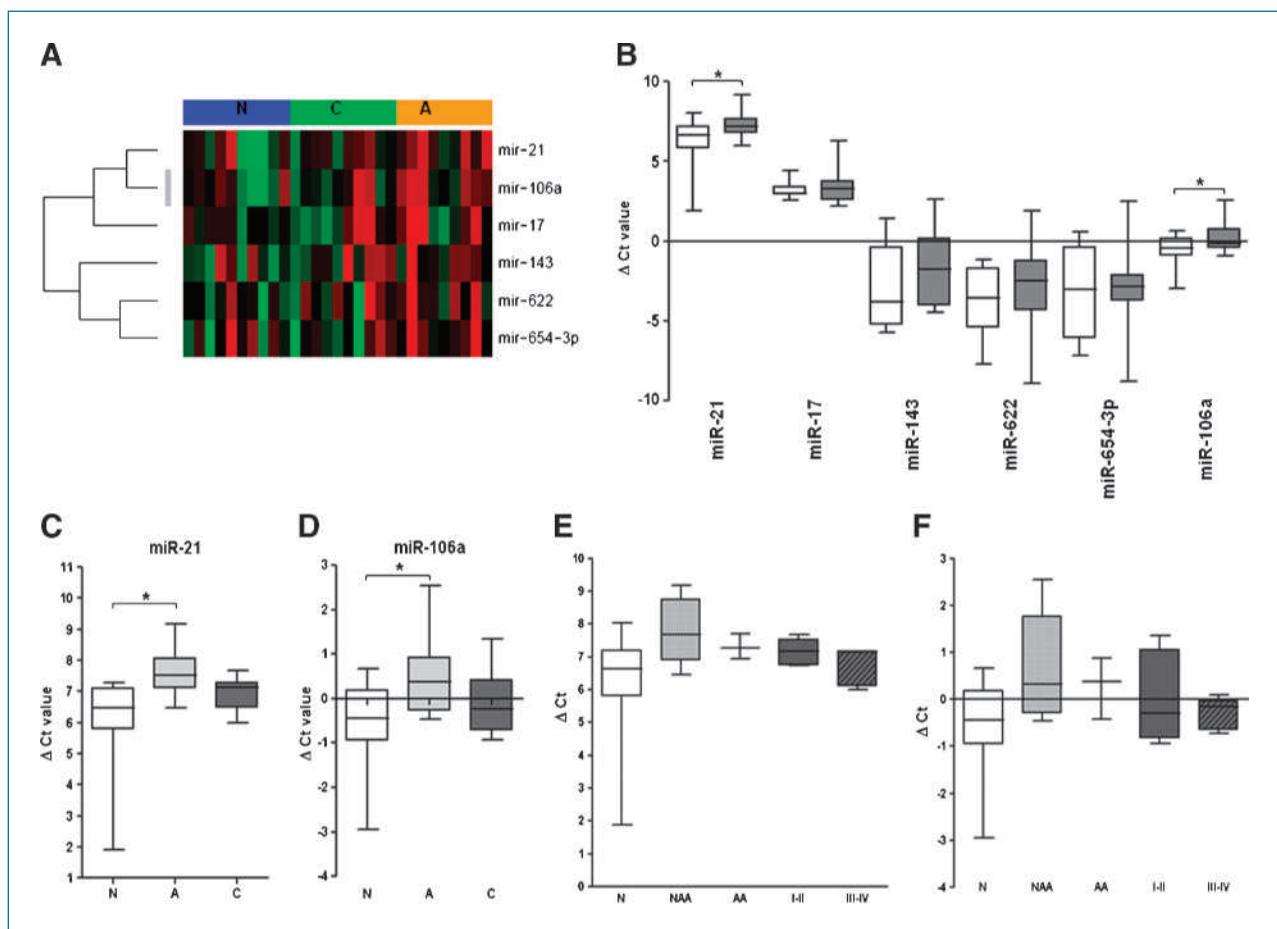 A
N C A
mir-21
mir-106a
mir-17
mir-143
mir-622
mir-654-3p
B
*
*
10
5
0
-5
-10
Δ Ct value
miR-21
miR-17
miR-143
miR-622
miR-654-3p
miR-106a
C
miR-21
*
11
10
9
8
7
6
5
4
3
2
1
Δ Ct value
N A C
D
miR-106a
*
3
2
1
0
-1
-2
-3
-4
Δ Ct value
N A C
E
10
9
8
7
6
5
4
3
2
1
0
Δ Ct
N NAA AA I-II III-IV
F
3
2
1
0
-1
-2
-3
-4
Δ Ct
N NAA AA I-II III-IV